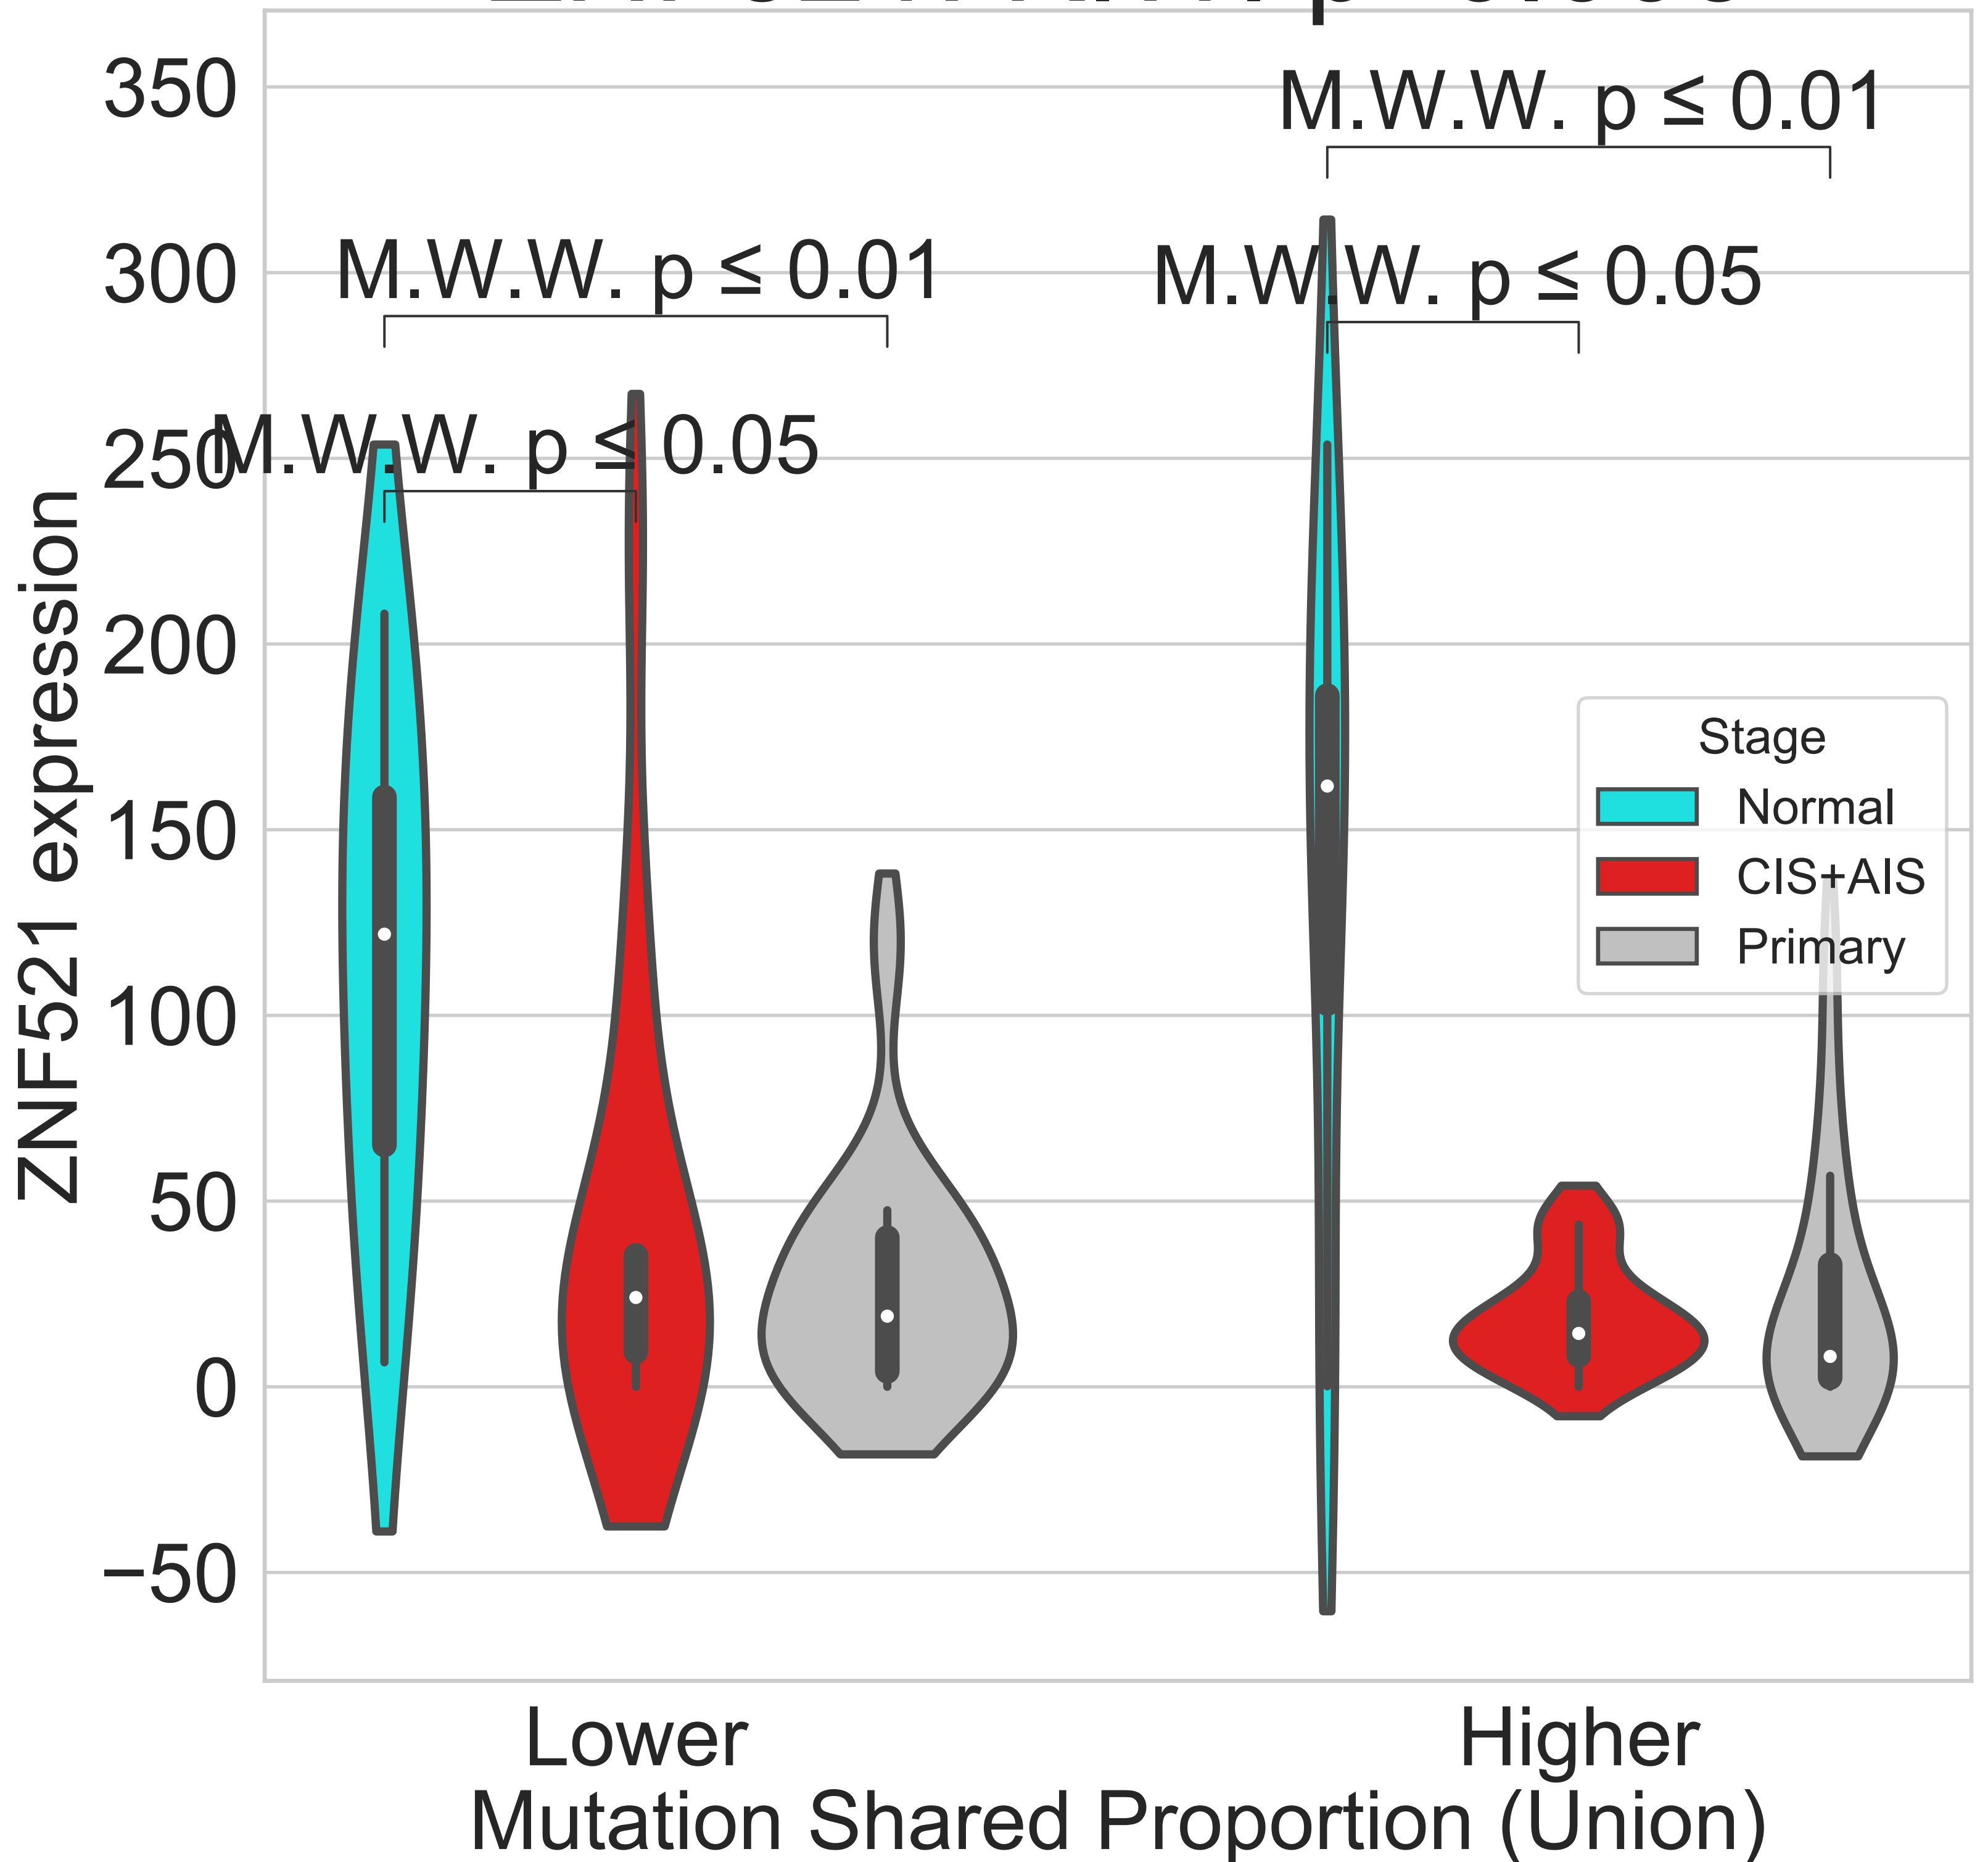 350
300
250
200
150
100
50
0
−50
ZNF521 expression
M.W.W. p ≤ 0.01
M.W.W. p ≤ 0.05
M.W.W. p ≤ 0.01
M.W.W. p ≤ 0.05
Stage
Normal
CIS+AIS
Primary
Lower
Higher
Mutation Shared Proportion (Union)